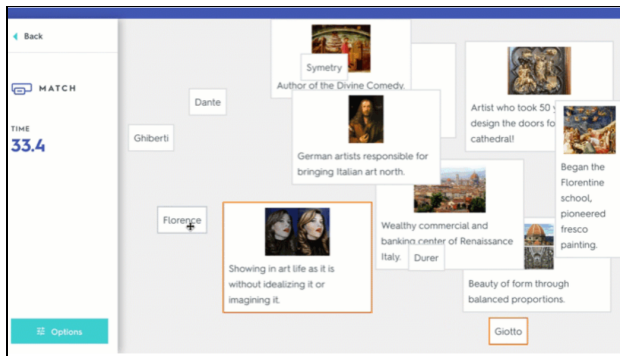 Back
MATCH
TIME
33.4
Options
Symetry
Author of the Divine Comedy.
Dante
Ghiberti
Artist who took 50
design the doors fo
cathedral!
German artists responsible for
bringing Italian art north.
Began the
Florentine
school,
pioneered
fresco
painting.
Florence
Wealthy commercial and
banking center of Renaissance
Italy.
Durer
Showing in art life as it is
without idealizing it or
imagining it.
Beauty of form through
balanced proportions.
Giotto